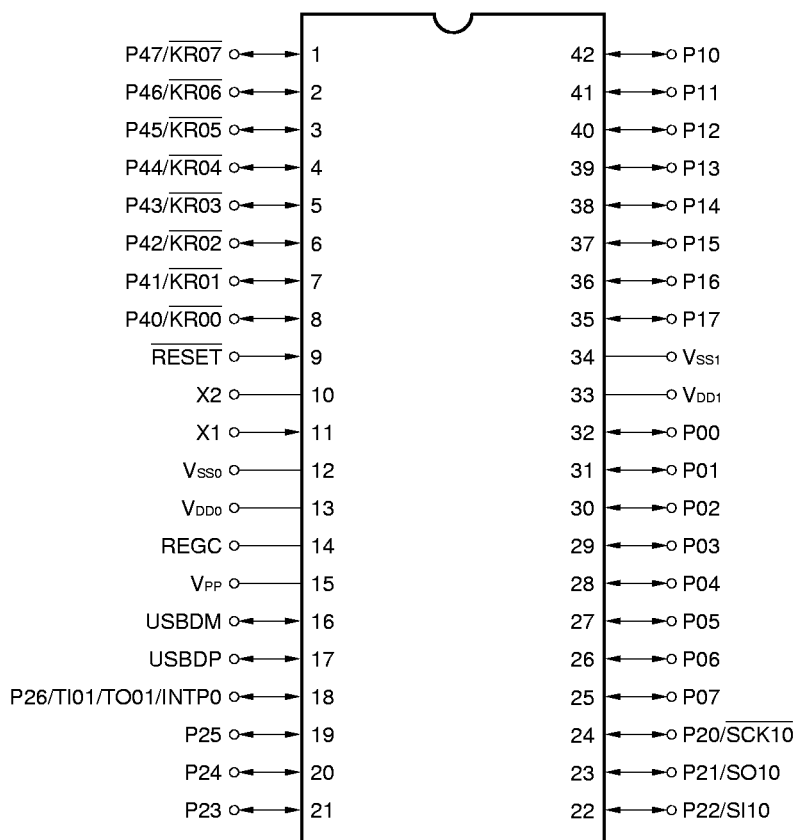 P47/KR07 1 42 P10
P46/KR06 2 41 P11
P45/KR05 3 40 P12
P44/KR04 4 39 P13
P43/KR03 5 38 P14
P42/KR02 6 37 P15
P41/KR01 7 36 P16
P40/KR00 8 35 P17
RESET 9 34 VSS1
X2 10 33 VDD1
X1 11 32 P00
VSS0 12 31 P01
VDD0 13 30 P02
REGC 14 29 P03
VPP 15 28 P04
USBDM 16 27 P05
USBDP 17 26 P06
P26/TI01/TO01/INTP0 18 25 P07
P25 19 24 P20/SCK10
P24 20 23 P21/SO10
P23 21 22 P22/SI10